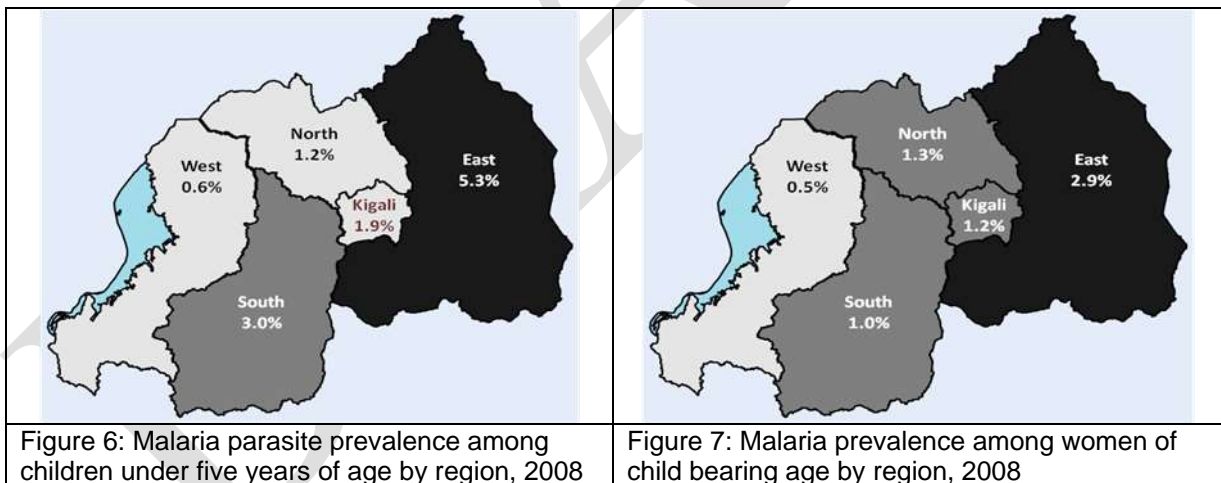 North
1.2%
West
0.6%
East
5.3%
Kigali
1.9%
South
3.0%
North
1.3%
West
0.5%
East
2.9%
Kigali
1.2%
South
1.0%
Figure 6: Malaria parasite prevalence among
children under five years of age by region, 2008
Figure 7: Malaria prevalence among women of
child bearing age by region, 2008